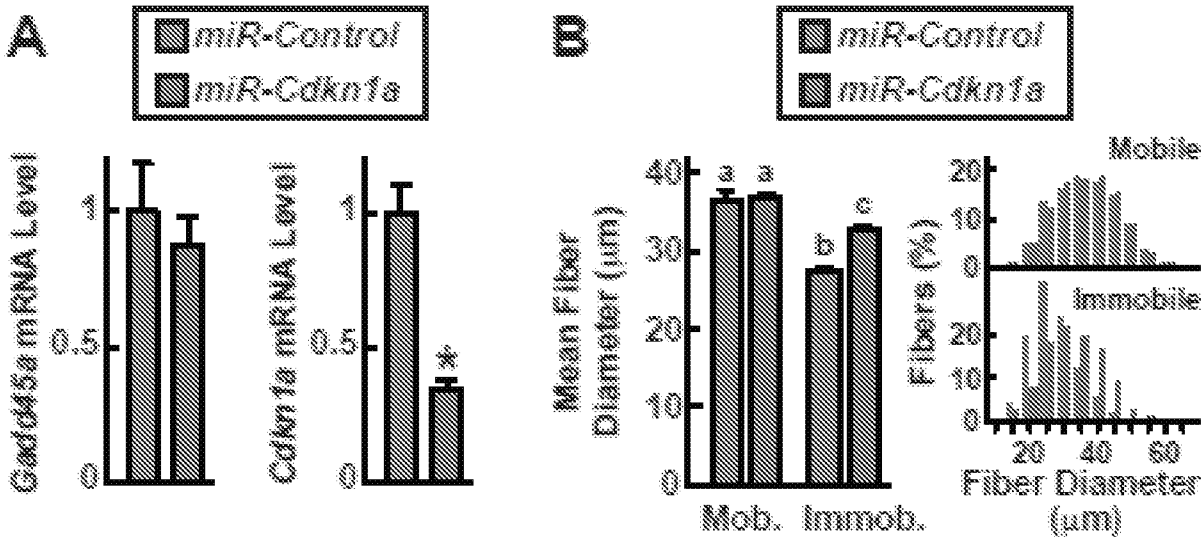 A
miR-Control
miR-Cdkn1a
Gadd45a mRNA Level
1
0.5
0
Cdkn1a mRNA Level
1
0.5
0
*
B
miR-Control
miR-Cdkn1a
Mean Fiber
Diameter (μm)
40
30
20
10
0
a
a
b
c
Mob.
Immob.
Fibers (%)
Mobile
20
10
0
Immobile
20
10
0
20
40
60
Fiber Diameter
(μm)